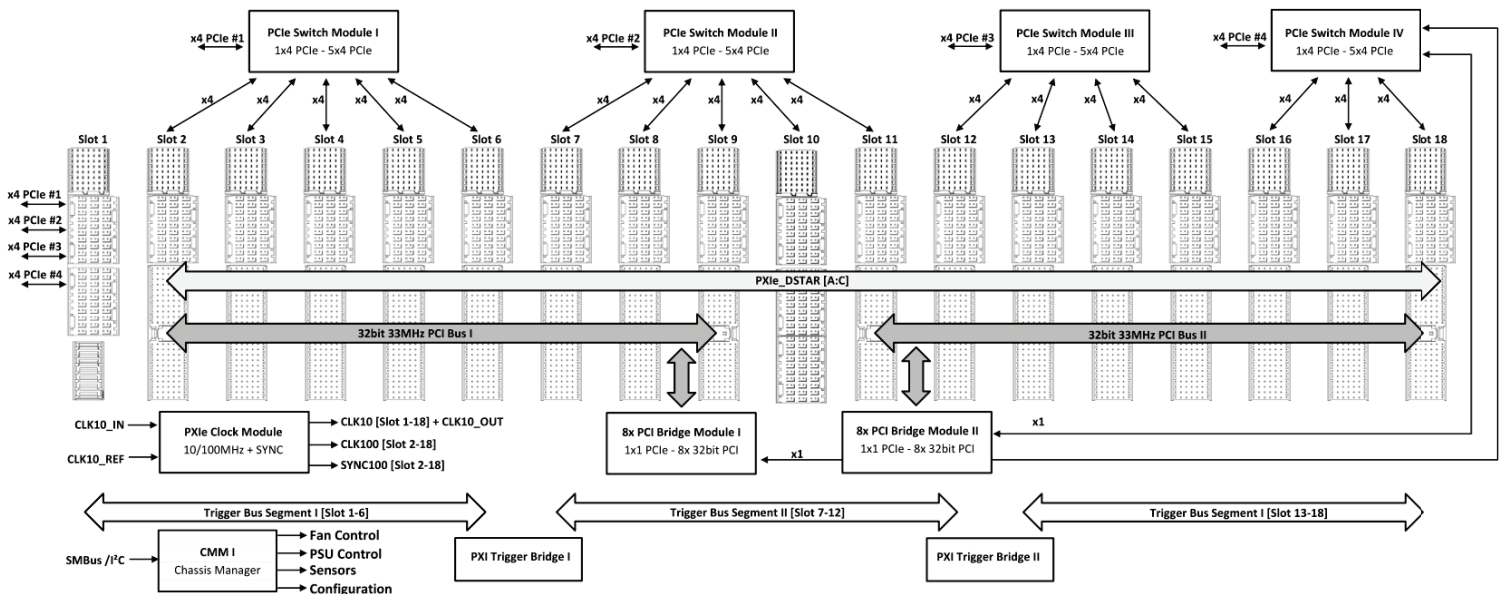 x4 PCIe #1
PCIe Switch Module I
1x4 PCIe - 5x4 PCIe
x4 PCIe #2
PCIe Switch Module II
1x4 PCIe - 5x4 PCIe
x4 PCIe #3
PCIe Switch Module III
1x4 PCIe - 5x4 PCIe
x4 PCIe #4
PCIe Switch Module IV
1x4 PCIe - 5x4 PCIe
x4 x4 x4 x4 x4
x4 x4 x4 x4 x4
x4 x4 x4 x4
x4 x4 x4
Slot 1 Slot 2 Slot 3 Slot 4 Slot 5 Slot 6 Slot 7 Slot 8 Slot 9 Slot 10 Slot 11 Slot 12 Slot 13 Slot 14 Slot 15 Slot 16 Slot 17 Slot 18
x4 PCIe #1
x4 PCIe #2
x4 PCIe #3
x4 PCIe #4
PXIe_DSTAR [A:C]
32bit 33MHz PCI Bus I
32bit 33MHz PCI Bus II
CLK10_IN
CLK10_REF
PXIe Clock Module
10/100MHz + SYNC
CLK10 [Slot 1-18] + CLK10_OUT
CLK100 [Slot 2-18]
SYNC100 [Slot 2-18]
8x PCI Bridge Module I
1x1 PCIe - 8x 32bit PCI
x1
8x PCI Bridge Module II
1x1 PCIe - 8x 32bit PCI
x1
Trigger Bus Segment I [Slot 1-6]
Trigger Bus Segment II [Slot 7-12]
Trigger Bus Segment I [Slot 13-18]
SMBus /I²C
CMM I
Chassis Manager
Fan Control
PSU Control
Sensors
Configuration
PXI Trigger Bridge I
PXI Trigger Bridge II